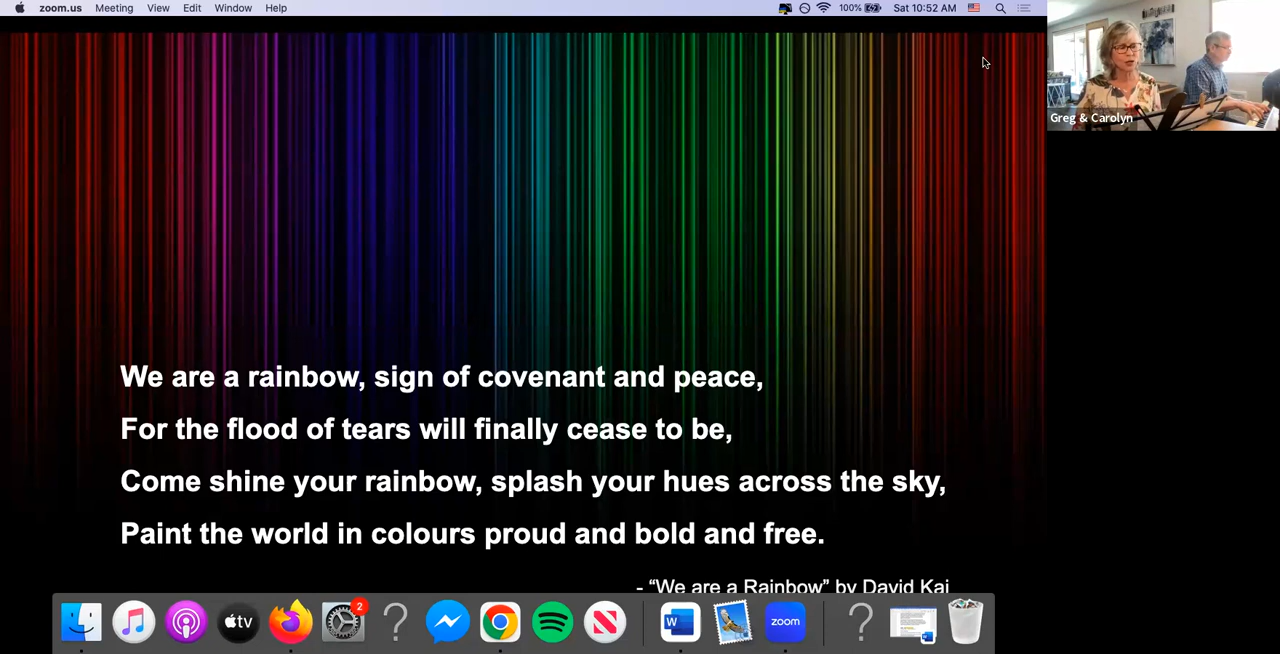 zoom.us Meeting View Edit Window Help 100% Sat 10:52 AM
Greg & Carolyn
We are a rainbow, sign of covenant and peace,
For the flood of tears will finally cease to be,
Come shine your rainbow, splash your hues across the sky,
Paint the world in colours proud and bold and free.
- “We are a Rainbow” by David Kai
tv
2
?
N
W
zoom
?